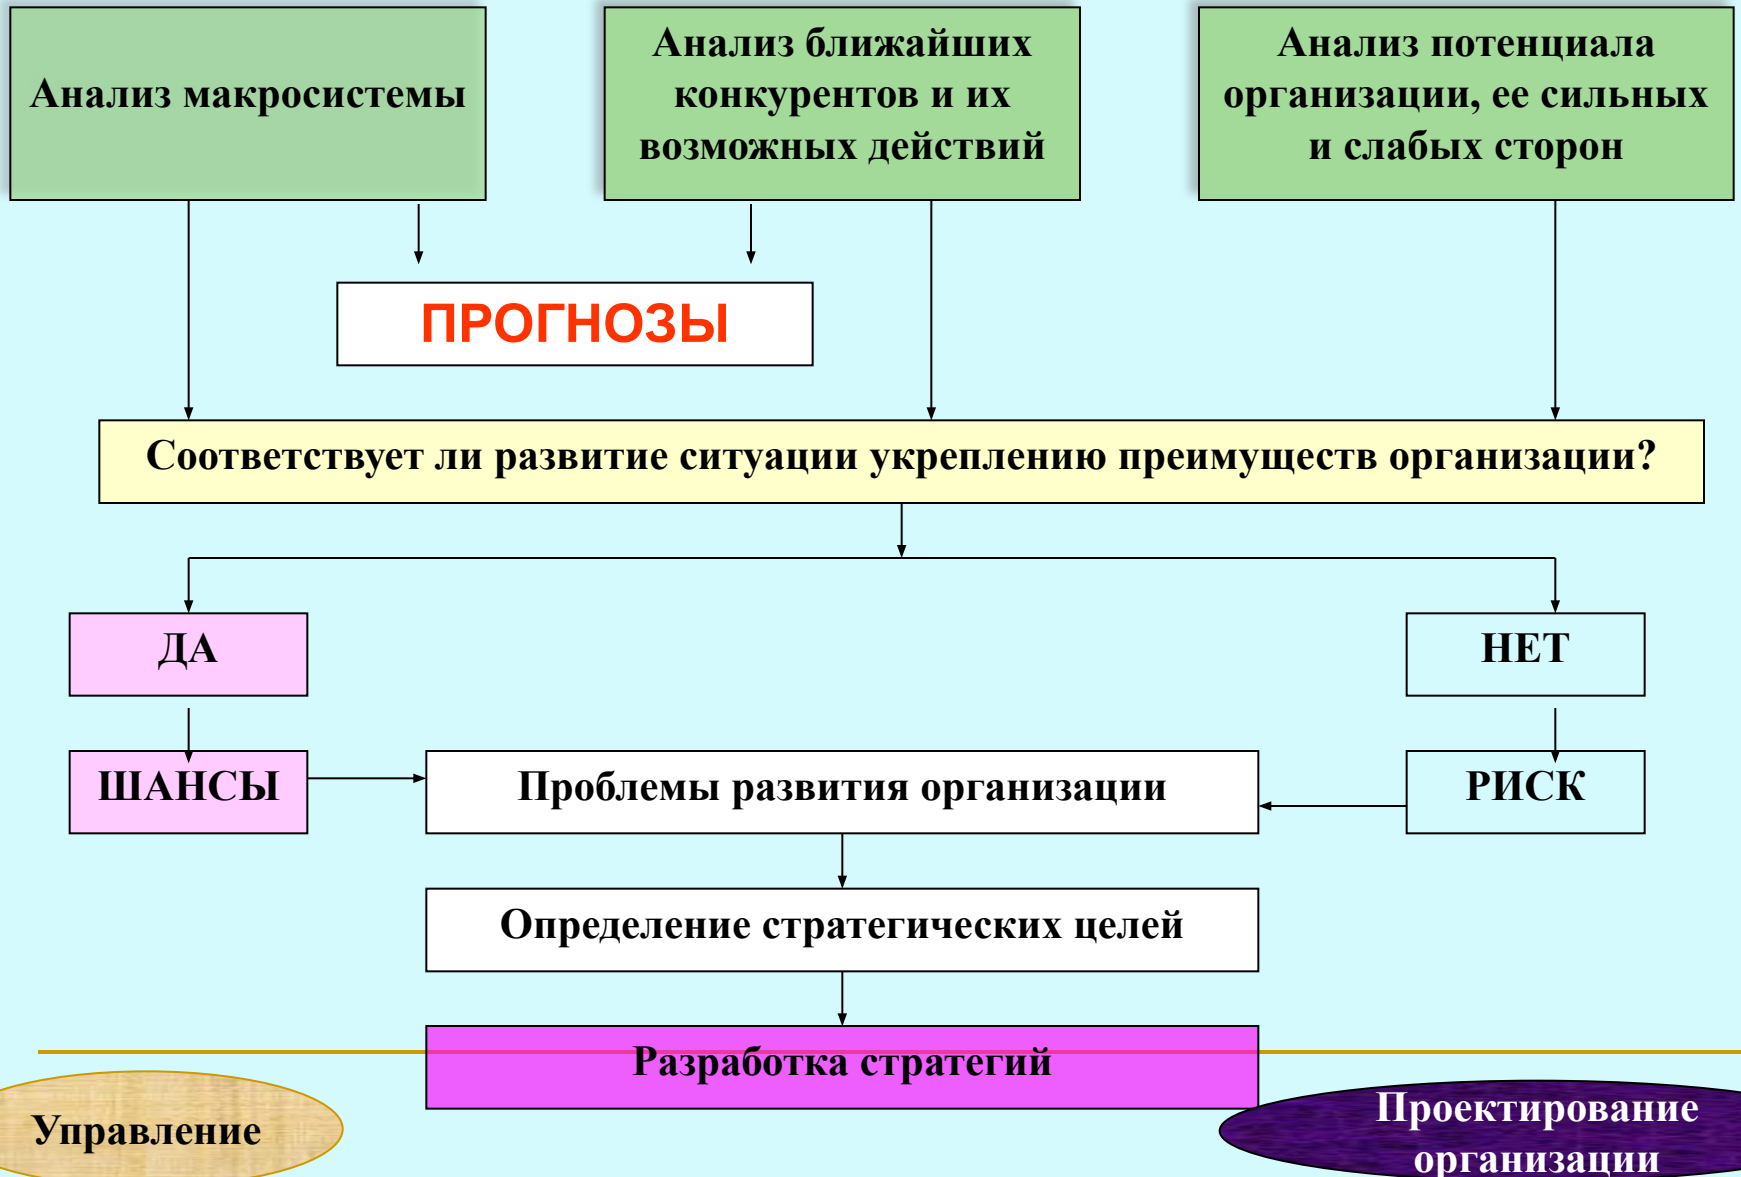 Анализ макросистемы
Анализ ближайших
конкурентов и их
возможных действий
Анализ потенциала
организации, ее сильных
и слабых сторон
ПРОГНОЗЫ
Соответствует ли развитие ситуации укреплению преимуществ организации?
ДА
НЕТ
ШАНСЫ
Проблемы развития организации
РИСК
Определение стратегических целей
Разработка стратегий
Управление
Проектирование
организации